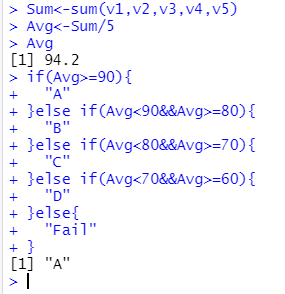 > Sum<-sum(v1,v2,v3,v4,v5)
> Avg<-Sum/5
> Avg
[1] 94.2
> if(Avg>=90){
+   "A"
+ }else if(Avg<90&&Avg>=80){
+   "B"
+ }else if(Avg<80&&Avg>=70){
+   "C"
+ }else if(Avg<70&&Avg>=60){
+   "D"
+ }else{
+   "Fail"
+ }
[1] "A"
>